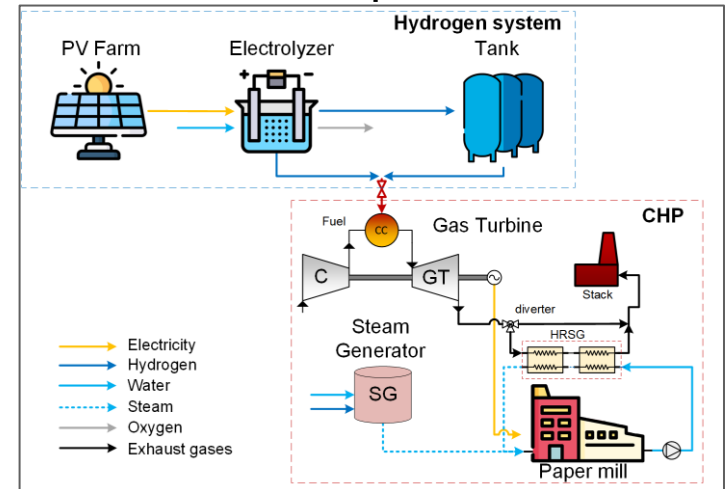 Hydrogen system
PV Farm
Electrolyzer
Tank
CHP
Fuel
CC
Gas Turbine
C
GT
Stack
diverter
HRSG
Steam
Generator
SG
Paper mill
Electricity
Hydrogen
Water
Steam
Oxygen
Exhaust gases